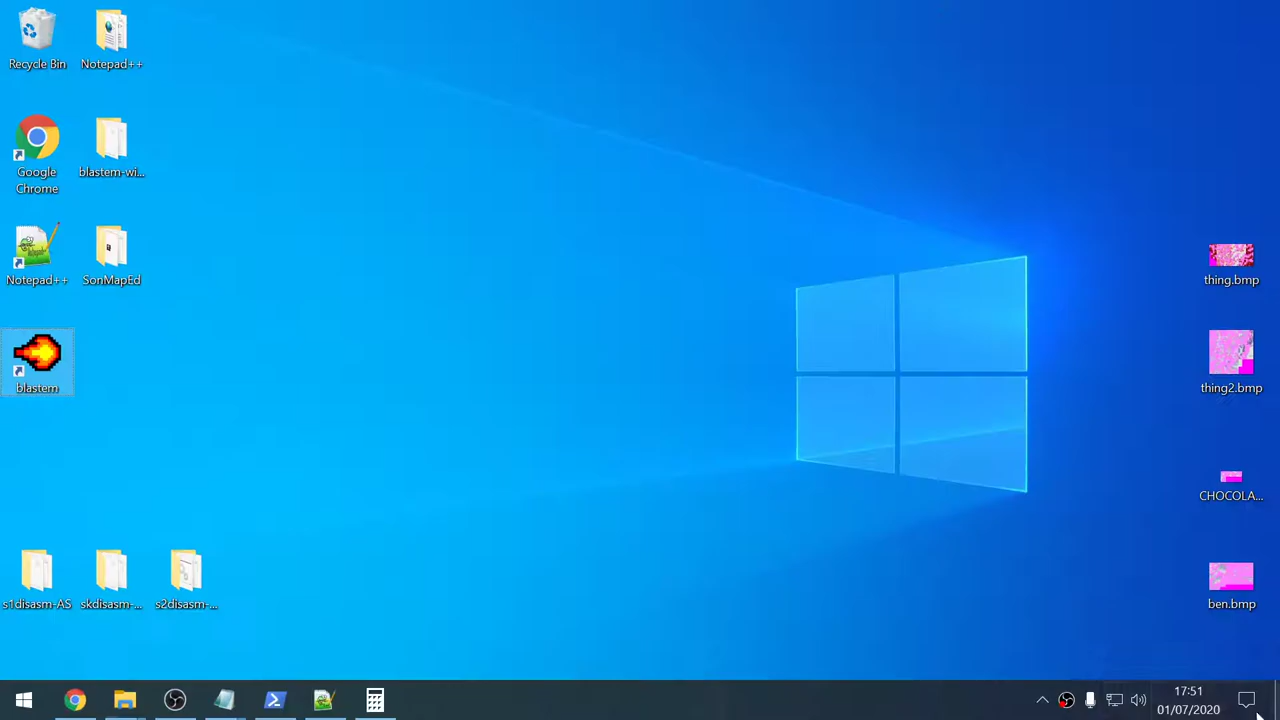 Recycle Bin
Notepad++
Google
Chrome
blastem-wi...
Notepad++
SonMapEd
blastem
s1disasm-AS
skdisasm-...
s2disasm-...
thing.bmp
thing2.bmp
CHOCOLA...
ben.bmp
17:51
01/07/2020